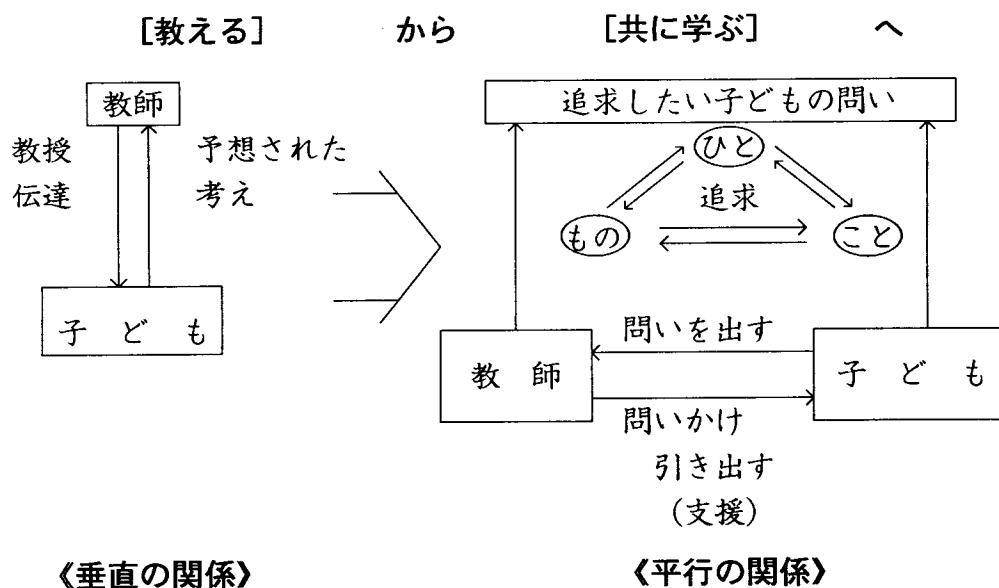 [教える] から [共に学ぶ] へ
教師
教授
伝達
予想された
考え
子ども
追求したい子どもの問い
ひと
追求
もの
こと
問いを出す
教師
子ども
問いかけ
引き出す
(支援)
《垂直の関係》
《平行の関係》